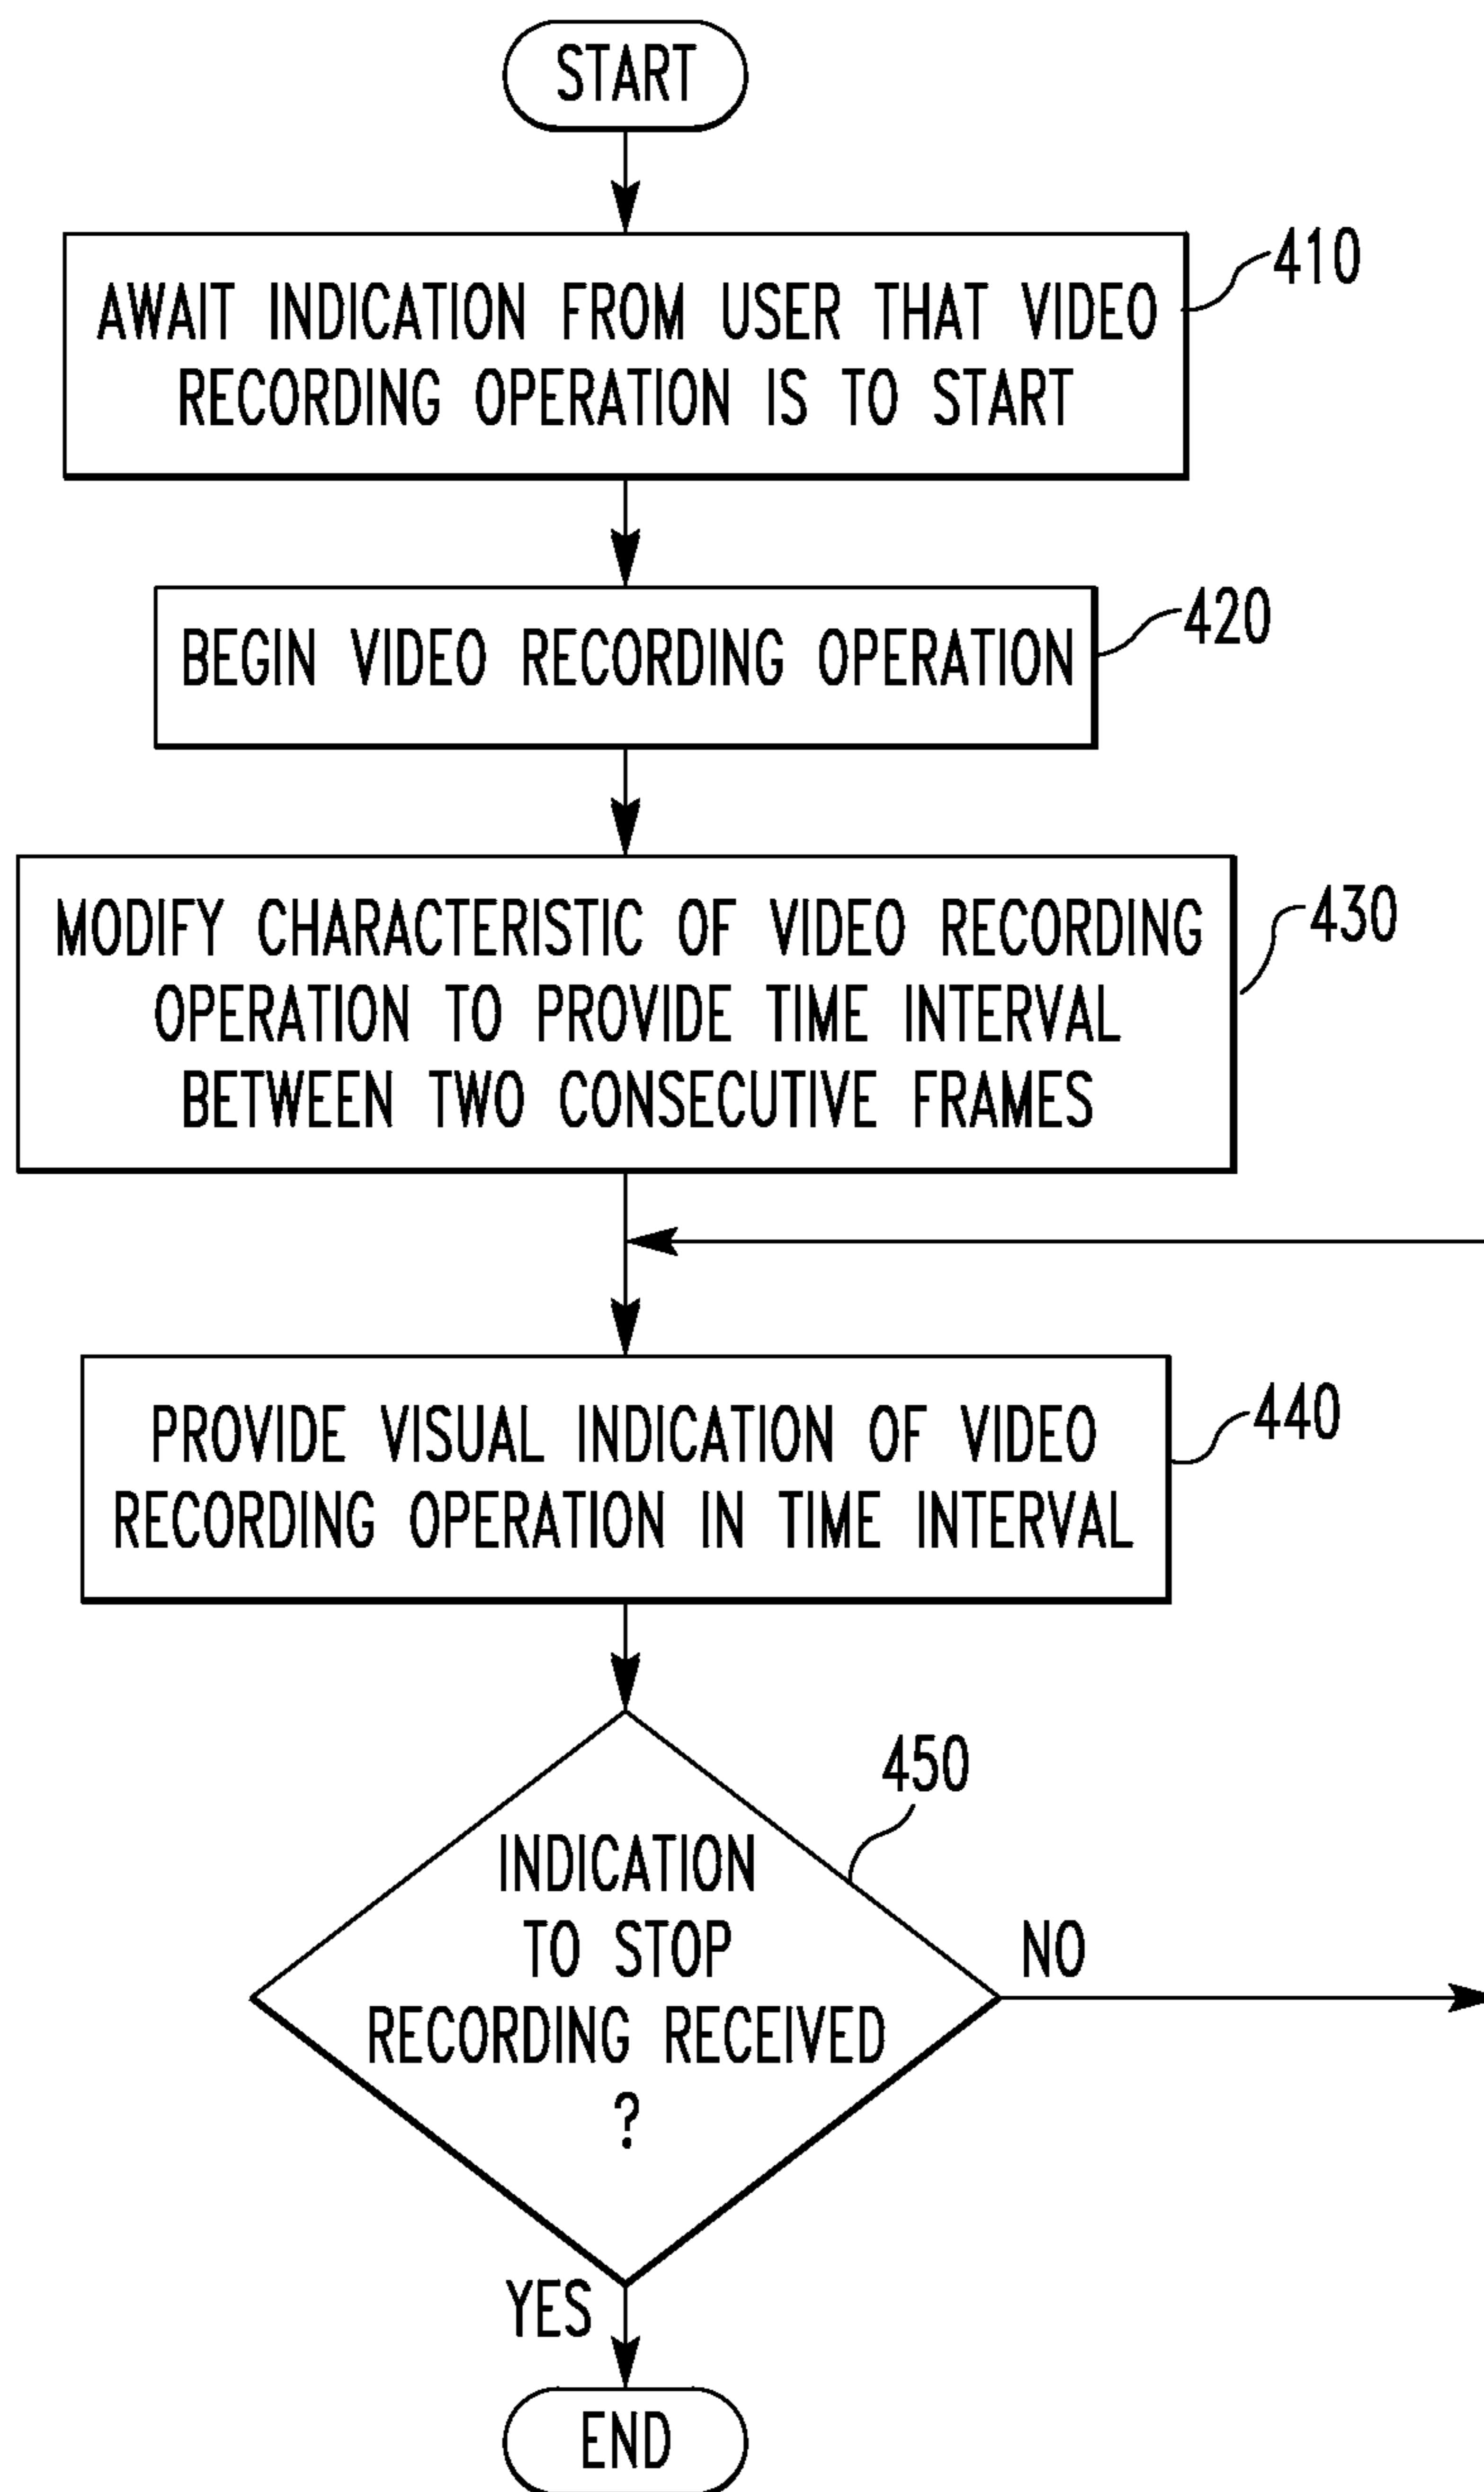 START
410
AWAIT INDICATION FROM USER THAT VIDEO
RECORDING OPERATION IS TO START
420
BEGIN VIDEO RECORDING OPERATION
430
MODIFY CHARACTERISTIC OF VIDEO RECORDING
OPERATION TO PROVIDE TIME INTERVAL
BETWEEN TWO CONSECUTIVE FRAMES
440
PROVIDE VISUAL INDICATION OF VIDEO
RECORDING OPERATION IN TIME INTERVAL
450
INDICATION
TO STOP
RECORDING RECEIVED
?
NO
YES
END